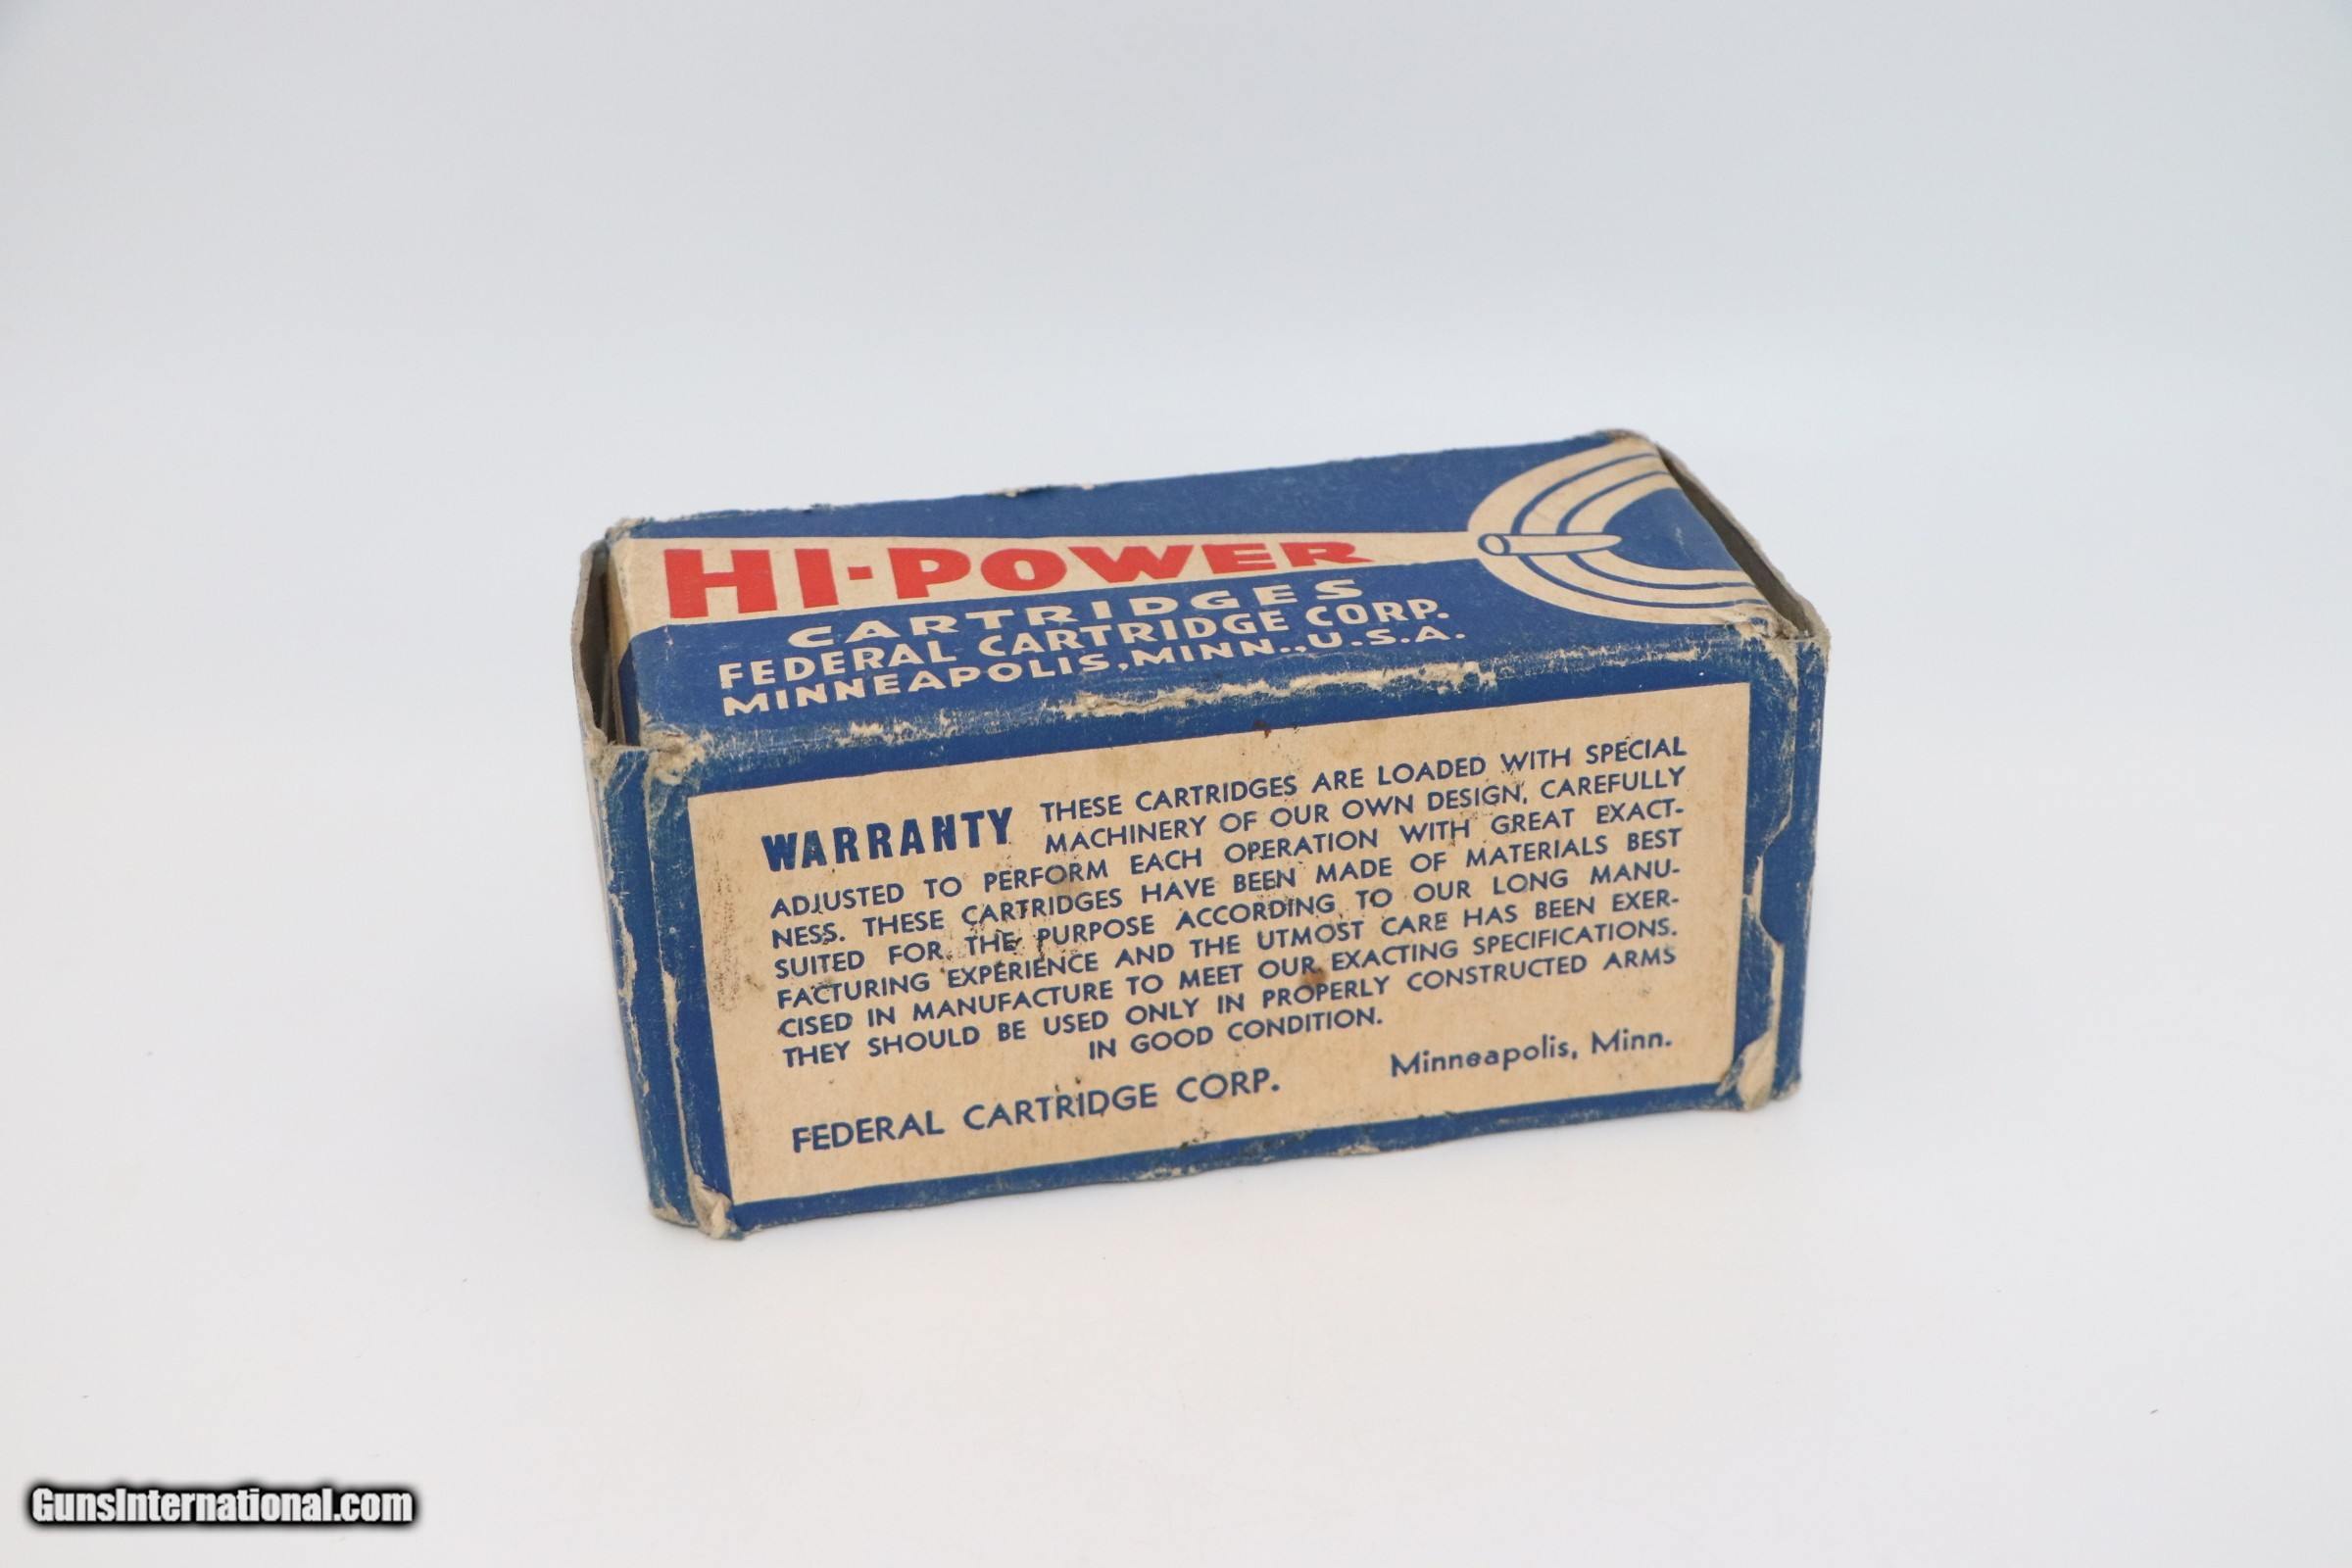 HI-POWER
CARTRIDGES
FEDERAL CARTRIDGE CORP.
MINNEAPOLIS, MINN., U.S.A.
WARRANTY THESE CARTRIDGES ARE LOADED WITH SPECIAL
MACHINERY OF OUR OWN DESIGN, CAREFULLY
ADJUSTED TO PERFORM EACH OPERATION WITH GREAT EXACT-
NESS. THESE CARTRIDGES HAVE BEEN MADE OF MATERIALS BEST
SUITED FOR THE PURPOSE ACCORDING TO OUR LONG MANU-
FACTURING EXPERIENCE AND THE UTMOST CARE HAS BEEN EXER-
CISED IN MANUFACTURE TO MEET OUR EXACTING SPECIFICATIONS.
THEY SHOULD BE USED ONLY IN PROPERLY CONSTRUCTED ARMS
IN GOOD CONDITION.
FEDERAL CARTRIDGE CORP. Minneapolis, Minn.
GunsInternational.com